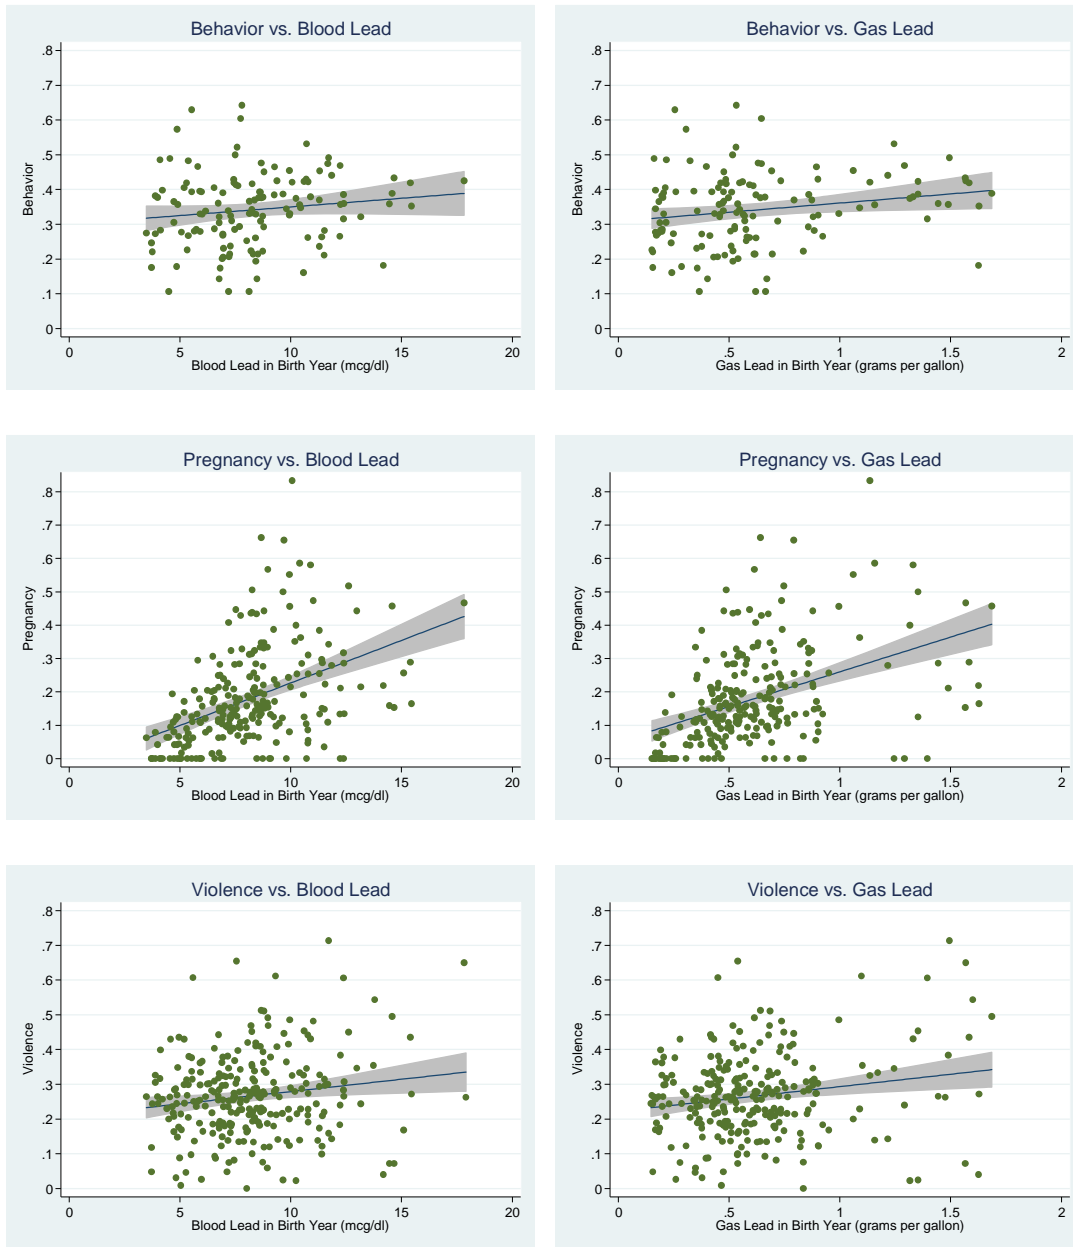 Behavior vs. Blood Lead
.8
.7
.6
.5
.4
.3
.2
.1
0
Behavior
0 5 10 15 20
Blood Lead in Birth Year (mcg/dl)
Behavior vs. Gas Lead
.8
.7
.6
.5
.4
.3
.2
.1
0
Behavior
0 .5 1 1.5 2
Gas Lead in Birth Year (grams per gallon)
Pregnancy vs. Blood Lead
.8
.7
.6
.5
.4
.3
.2
.1
0
Pregnancy
0 5 10 15 20
Blood Lead in Birth Year (mcg/dl)
Pregnancy vs. Gas Lead
.8
.7
.6
.5
.4
.3
.2
.1
0
Pregnancy
0 .5 1 1.5 2
Gas Lead in Birth Year (grams per gallon)
Violence vs. Blood Lead
.8
.7
.6
.5
.4
.3
.2
.1
0
Violence
0 5 10 15 20
Blood Lead in Birth Year (mcg/dl)
Violence vs. Gas Lead
.8
.7
.6
.5
.4
.3
.2
.1
0
Violence
0 .5 1 1.5 2
Gas Lead in Birth Year (grams per gallon)